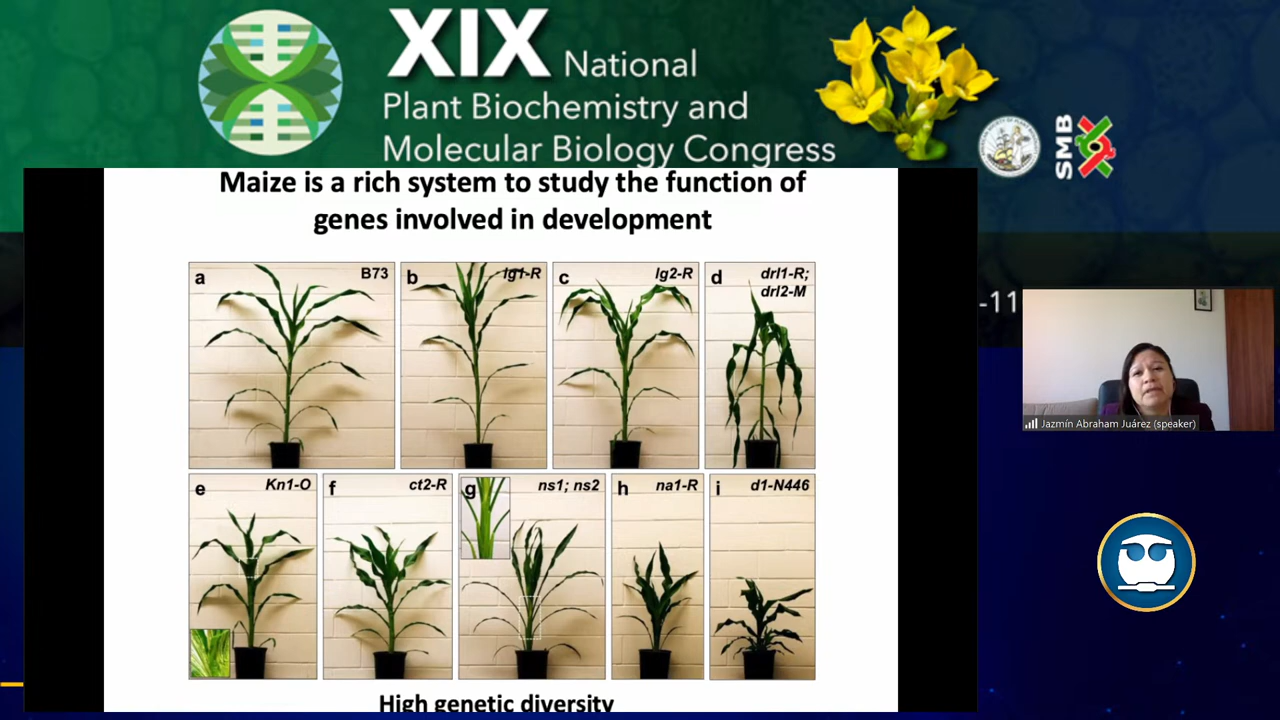 XIX National
Plant Biochemistry and
Molecular Biology Congress
SMB
Maize is a rich system to study the function of
genes involved in development
a B73
b lg1-R
c lg2-R
d drl1-R;
drl2-M
-11
Jazmín Abraham Juárez (speaker)
e Kn1-O
f ct2-R
g ns1; ns2
h na1-R
i d1-N446
High genetic diversity